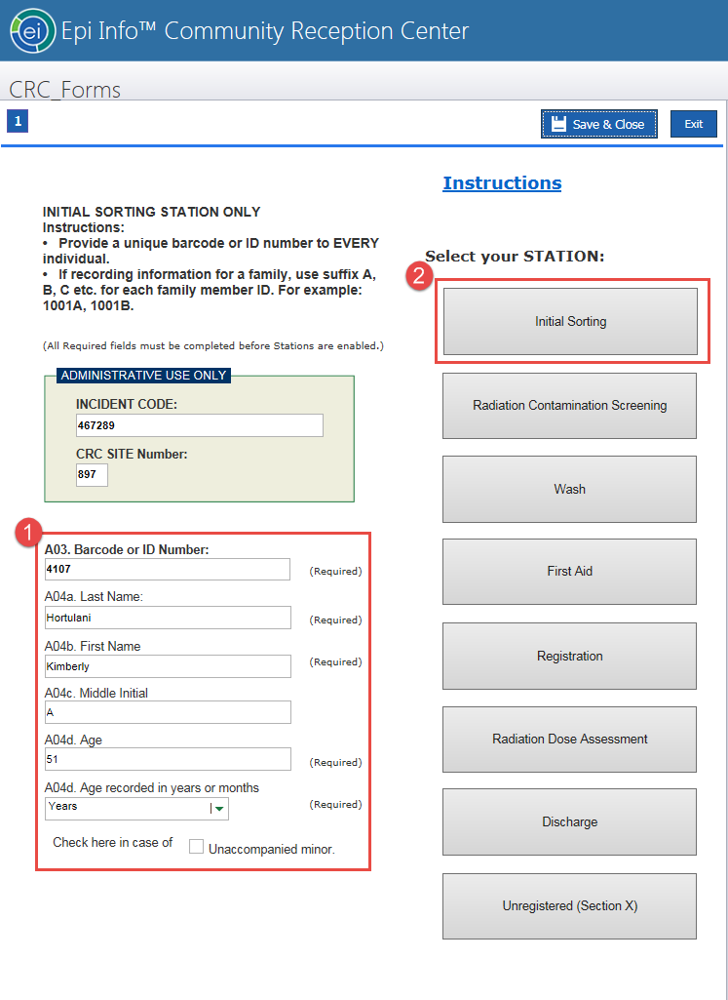 ei Epi Info™ Community Reception Center
CRC_Forms
1
Save & Close
Exit
Instructions
INITIAL SORTING STATION ONLY
Instructions:
• Provide a unique barcode or ID number to EVERY
individual.
• If recording information for a family, use suffix A,
B, C etc. for each family member ID. For example:
1001A, 1001B.
(All Required fields must be completed before Stations are enabled.)
ADMINISTRATIVE USE ONLY
INCIDENT CODE:
467289
CRC SITE Number:
897
1
A03. Barcode or ID Number:
4107
(Required)
A04a. Last Name:
Hortulani
(Required)
A04b. First Name
Kimberly
(Required)
A04c. Middle Initial
A
A04d. Age
51
(Required)
A04d. Age recorded in years or months
Years
(Required)
Check here in case of
Unaccompanied minor.
Select your STATION:
2
Initial Sorting
Radiation Contamination Screening
Wash
First Aid
Registration
Radiation Dose Assessment
Discharge
Unregistered (Section X)